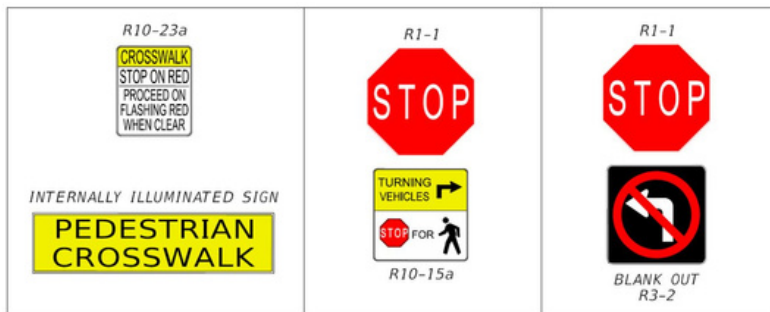 R10-23a
CROSSWALK
STOP ON RED
PROCEED ON
FLASHING RED
WHEN CLEAR
INTERNALLY ILLUMINATED SIGN
PEDESTRIAN
CROSSWALK
R1-1
STOP
TURNING
VEHICLES
STOP FOR
R10-15a
R1-1
STOP
BLANK OUT
R3-2